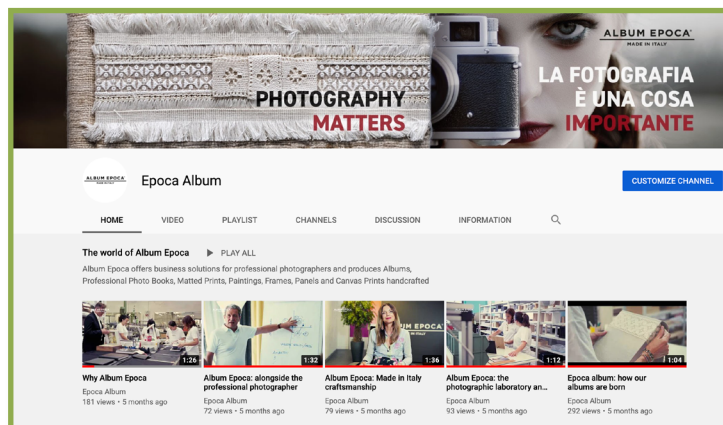 ALBUM EPOCA
MADE IN ITALY
PHOTOGRAPHY
MATTERS
LA FOTOGRAFIA
È UNA COSA
IMPORTANTE
ALBUM EPOCA
Epoca Album
CUSTOMIZE CHANNEL
HOME VIDEO PLAYLIST CHANNELS DISCUSSION INFORMATION
The world of Album Epoca PLAY ALL
Album Epoca offers business solutions for professional photographers and produces Albums,
Professional Photo Books, Matted Prints, Paintings, Frames, Panels and Canvas Prints handcrafted
UM EPOCA
1:26 1:32 1:36 1:12 1:04
Why Album Epoca
Epoca Album
181 views • 5 months ago
Album Epoca: alongside the
professional photographer
Epoca Album
72 views • 5 months ago
Album Epoca: Made in Italy
craftsmanship
Epoca Album
79 views • 5 months ago
Album Epoca: the
photographic laboratory an...
Epoca Album
93 views • 5 months ago
Epoca album: how our
albums are born
Epoca Album
292 views • 5 months ago